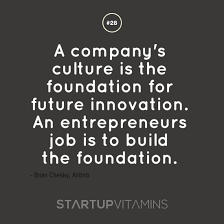 #28
A company's
culture is the
foundation for
future innovation.
An entrepreneurs
job is to build
the foundation.
- Brian Chesky, Airbnb
STARTUPVITAMINS